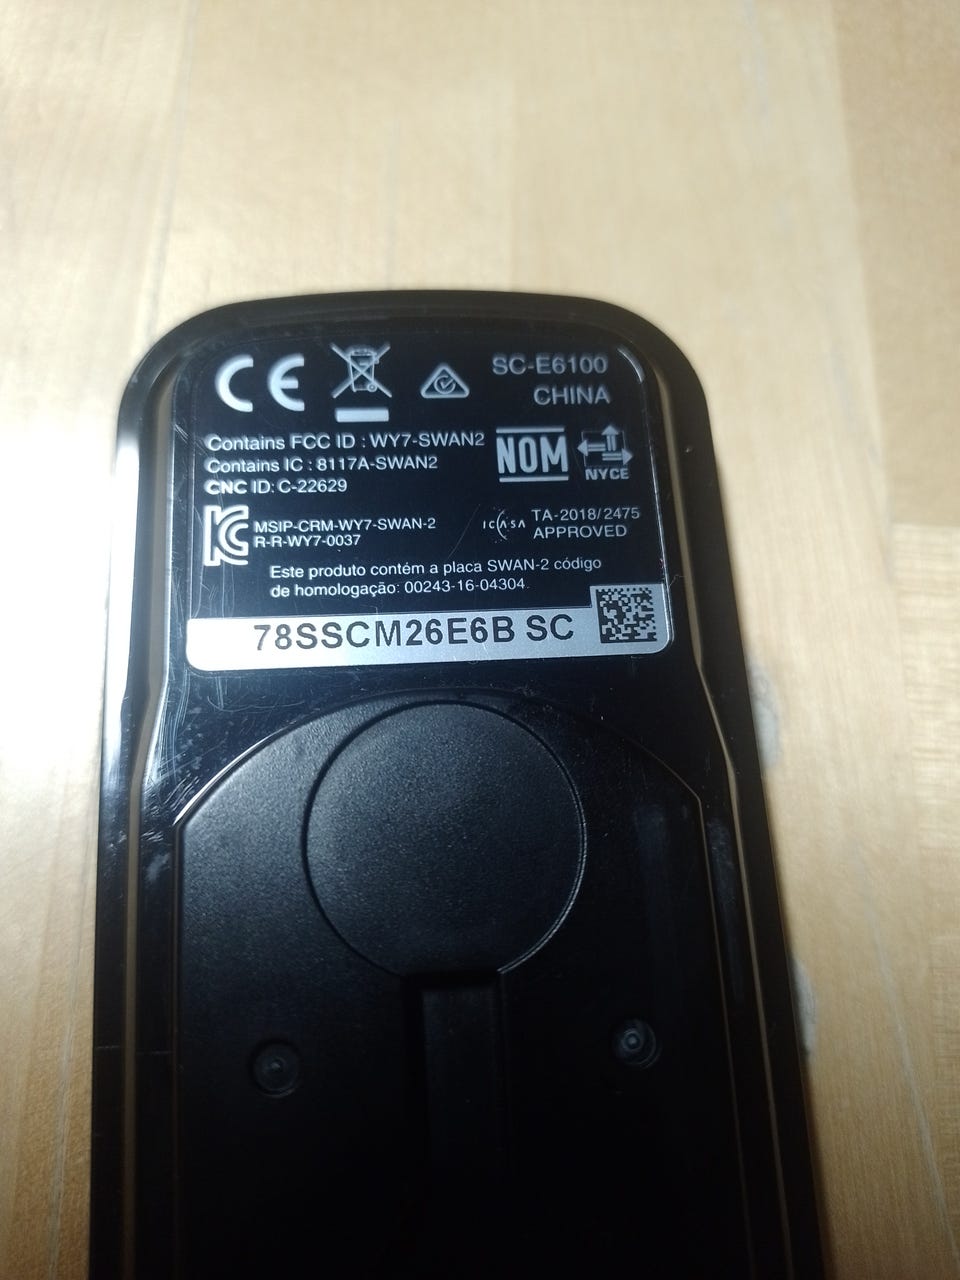 CE
SC-E6100
CHINA
Contains FCC ID : WY7-SWAN2
Contains IC : 8117A-SWAN2
CNC ID: C-22629
NOM
NYCE
KC
MSIP-CRM-WY7-SWAN-2
R-R-WY7-0037
ICASA
TA-2018/2475
APPROVED
Este produto contém a placa SWAN-2 código
de homologação: 00243-16-04304.
78SSCM26E6B SC